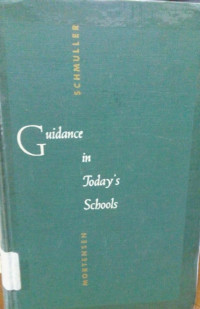 SCHMULLER
Guidance
in
Today's
Schools
MORTENSEN